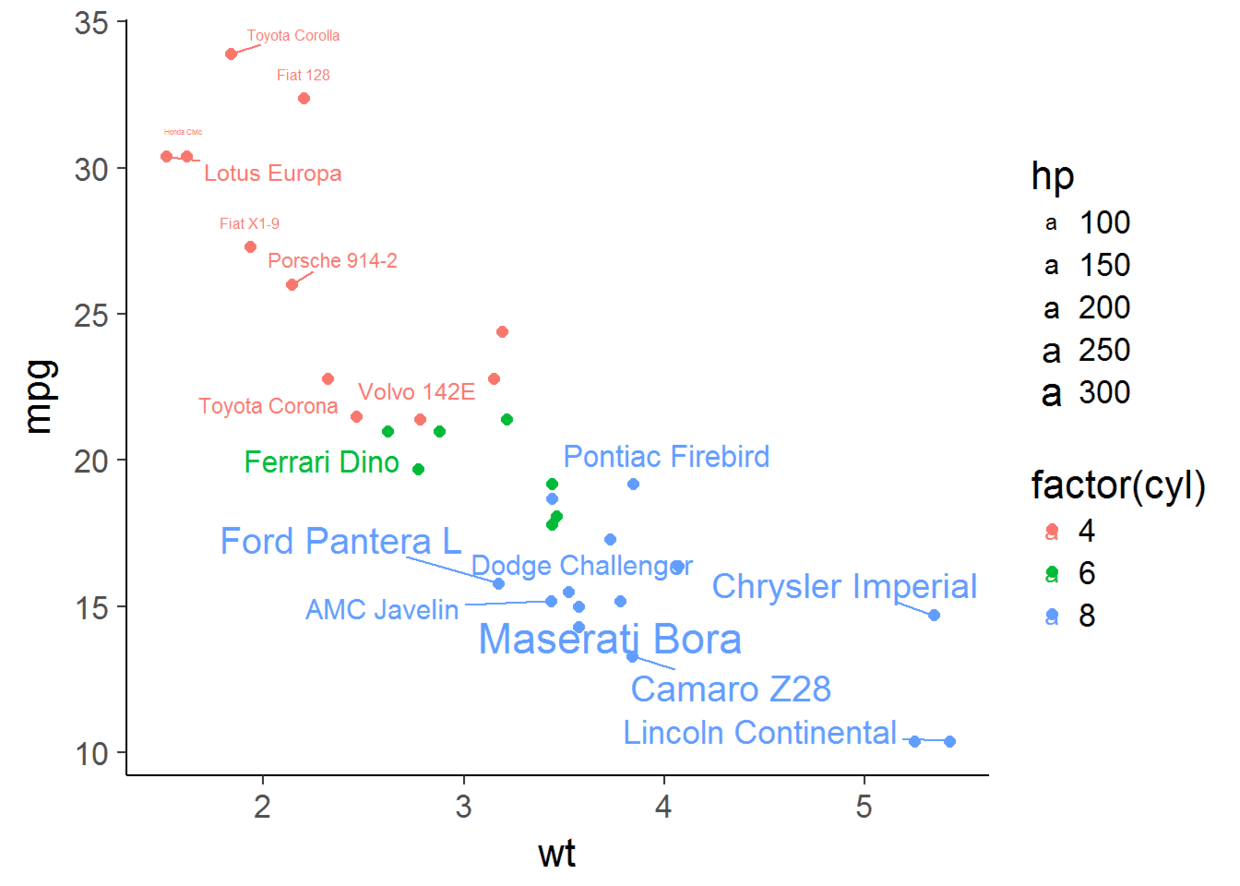 35
Toyota Corolla
Fiat 128
Honda Civic
30
Lotus Europa
Fiat X1-9
Porsche 914-2
25
Volvo 142E
Toyota Corona
20
Ferrari Dino
Pontiac Firebird
Ford Pantera L
Dodge Challenger
Chrysler Imperial
15
AMC Javelin
Maserati Bora
Camaro Z28
Lincoln Continental
10
mpg
2 3 4 5
wt
hp
a 100
a 150
a 200
a 250
a 300
factor(cyl)
a 4
a 6
a 8